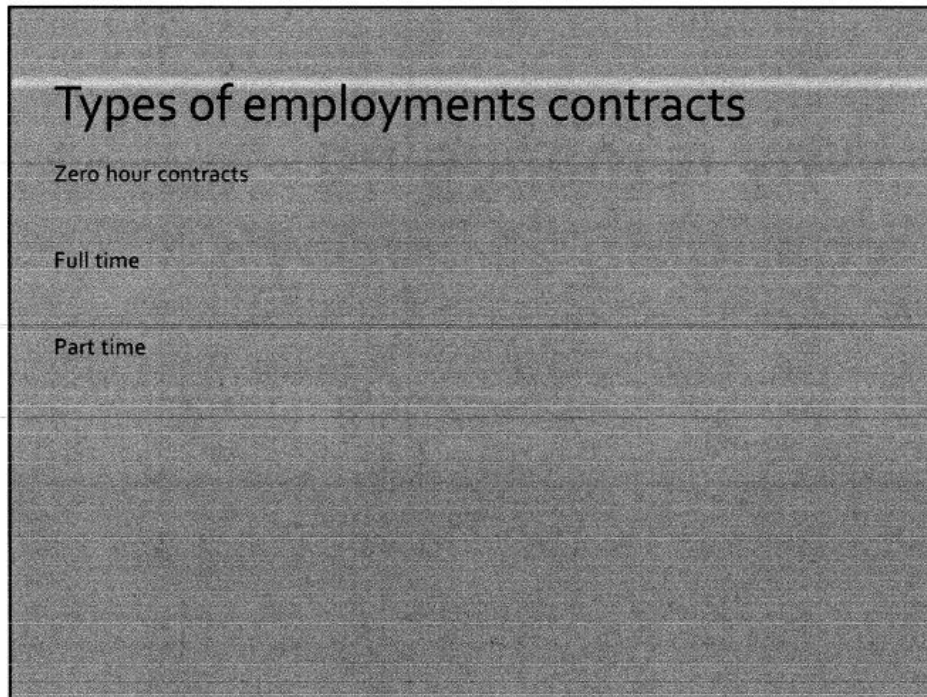 Types of employments contracts
Zero hour contracts
Full time
Part time